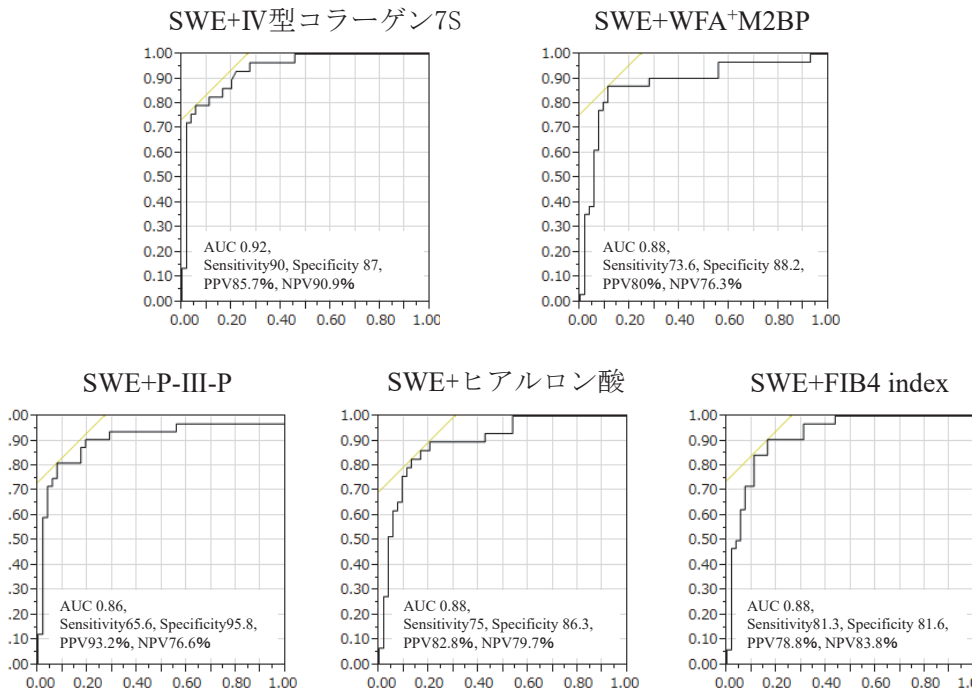 SWE+IV型コラーゲン7S
1.00
0.90
0.80
0.70
0.60
0.50
0.40
0.30
0.20
0.10
0.00
AUC 0.92,
Sensitivity90, Specificity 87,
PPV85.7%, NPV90.9%
0.00 0.20 0.40 0.60 0.80 1.00
SWE+WFA⁺M2BP
1.00
0.90
0.80
0.70
0.60
0.50
0.40
0.30
0.20
0.10
0.00
AUC 0.88,
Sensitivity73.6, Specificity 88.2,
PPV80%, NPV76.3%
0.00 0.20 0.40 0.60 0.80 1.00
SWE+P-III-P
.00
.90
.80
.70
.60
.50
.40
.30
.20
.10
.00
AUC 0.86,
Sensitivity65.6, Specificity95.8,
PPV93.2%, NPV76.6%
0.00 0.20 0.40 0.60 0.80 1.00
SWE+ヒアルロン酸
1.00
0.90
0.80
0.70
0.60
0.50
0.40
0.30
0.20
0.10
0.00
AUC 0.88,
Sensitivity75, Specificity 86.3,
PPV82.8%, NPV79.7%
0.00 0.20 0.40 0.60 0.80 1.00
SWE+FIB4 index
1.00
0.90
0.80
0.70
0.60
0.50
0.40
0.30
0.20
0.10
0.00
AUC 0.88,
Sensitivity81.3, Specificity 81.6,
PPV78.8%, NPV83.8%
0.00 0.20 0.40 0.60 0.80 1.00